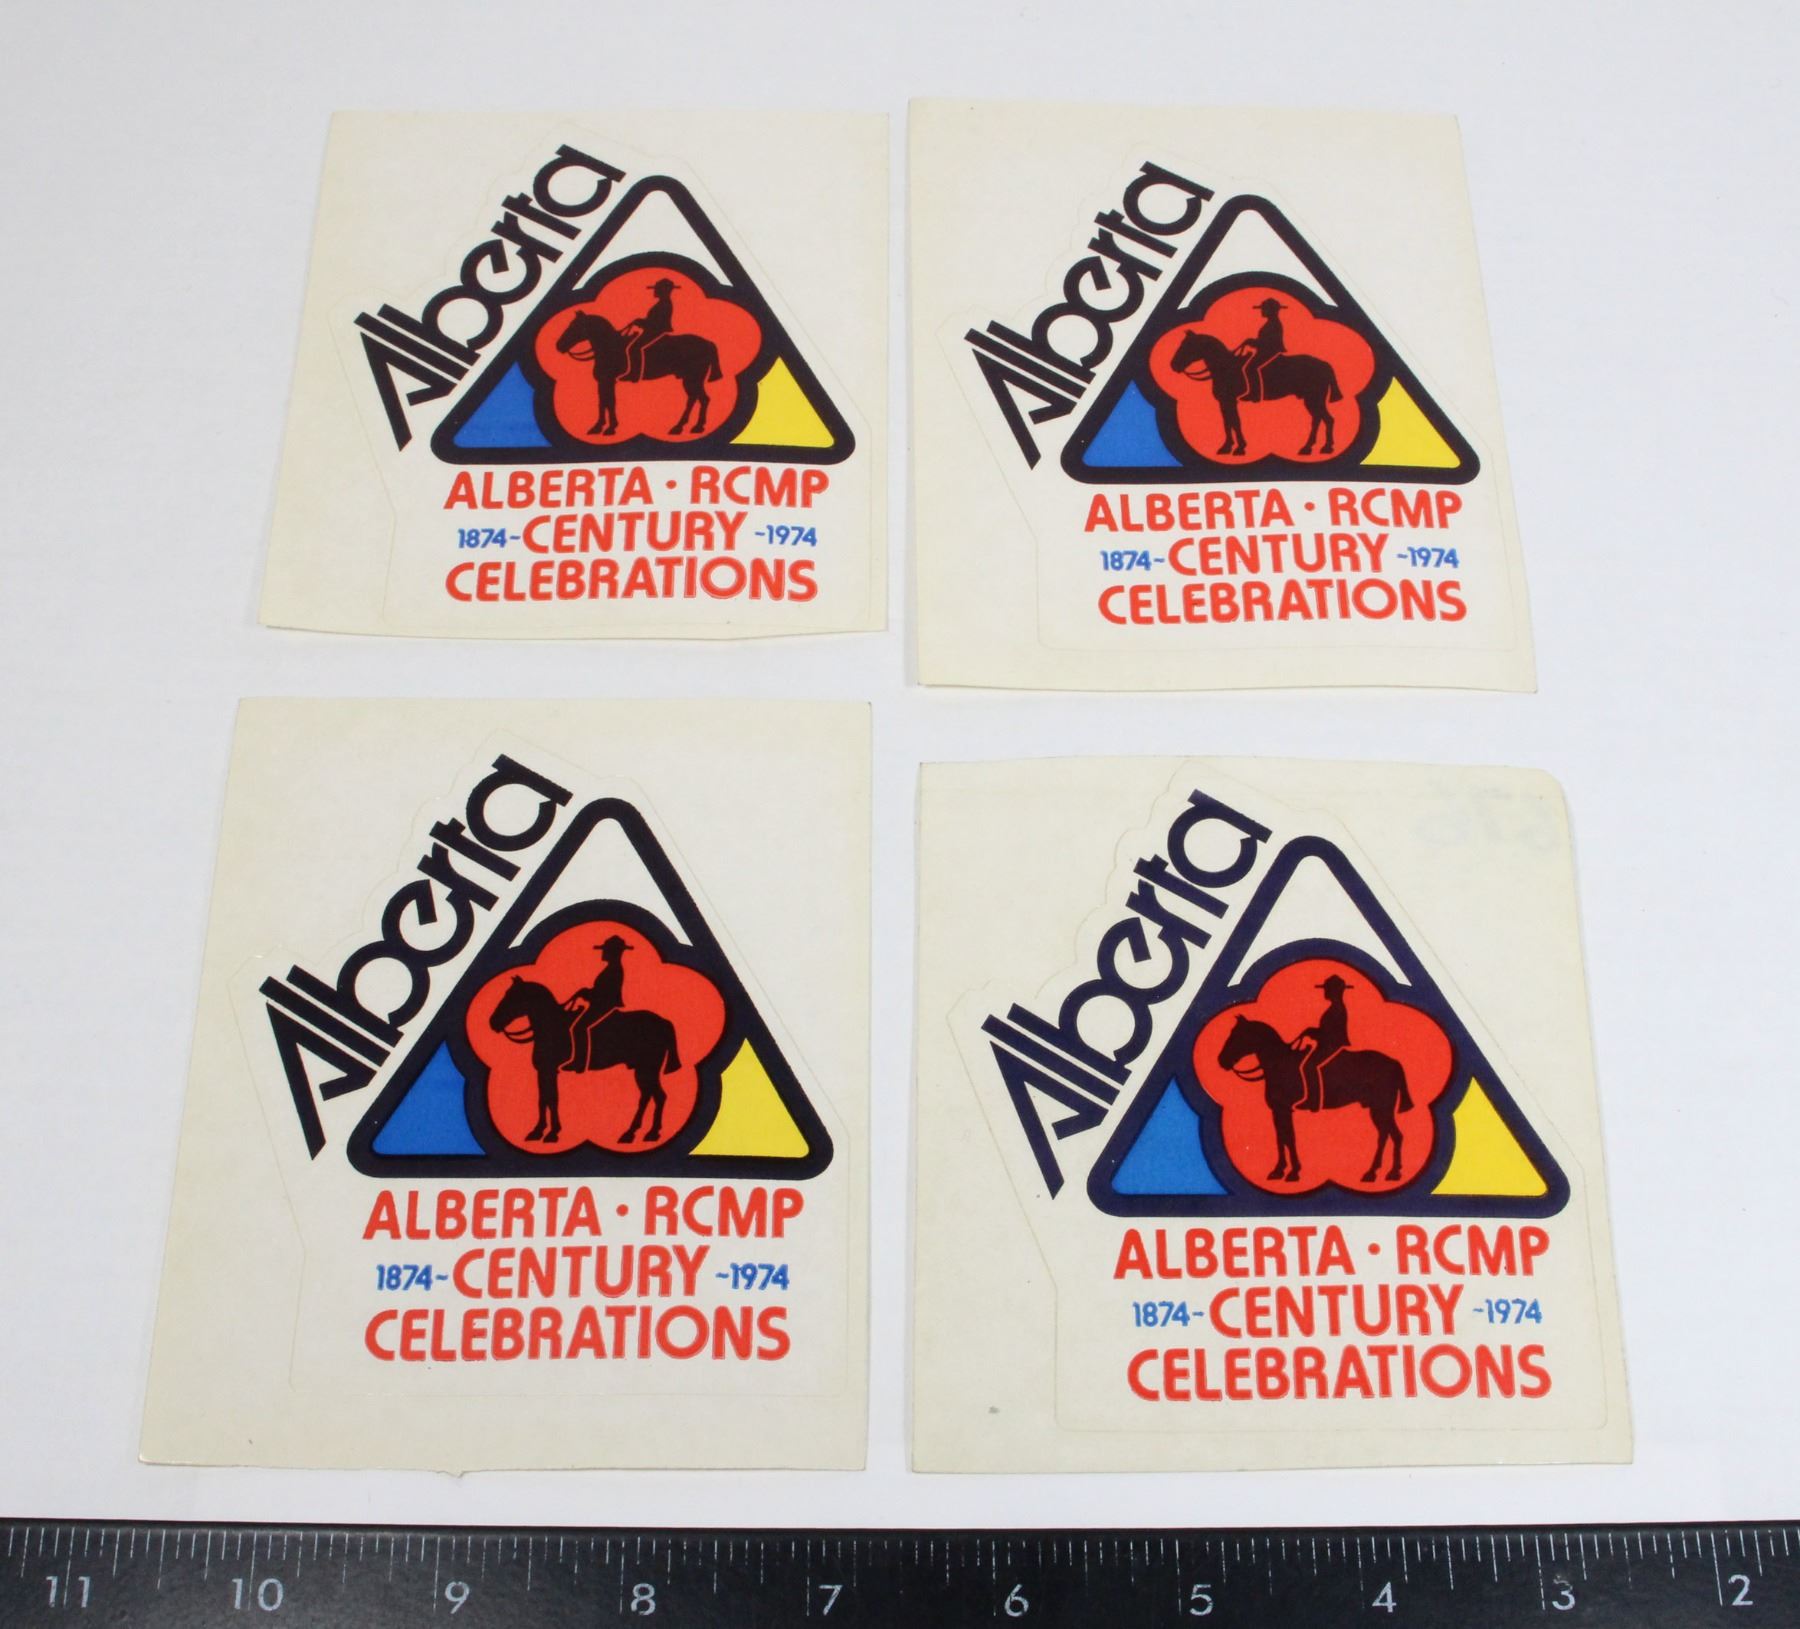 Alberta
ALBERTA · RCMP
1874~CENTURY ~1974
CELEBRATIONS
Alberta
ALBERTA · RCMP
1874~CENTURY ~1974
CELEBRATIONS
Alberta
ALBERTA · RCMP
1874~CENTURY ~1974
CELEBRATIONS
Alberta
ALBERTA · RCMP
1874~CENTURY ~1974
CELEBRATIONS
11 10 9 8 7 6 5 4 3 2